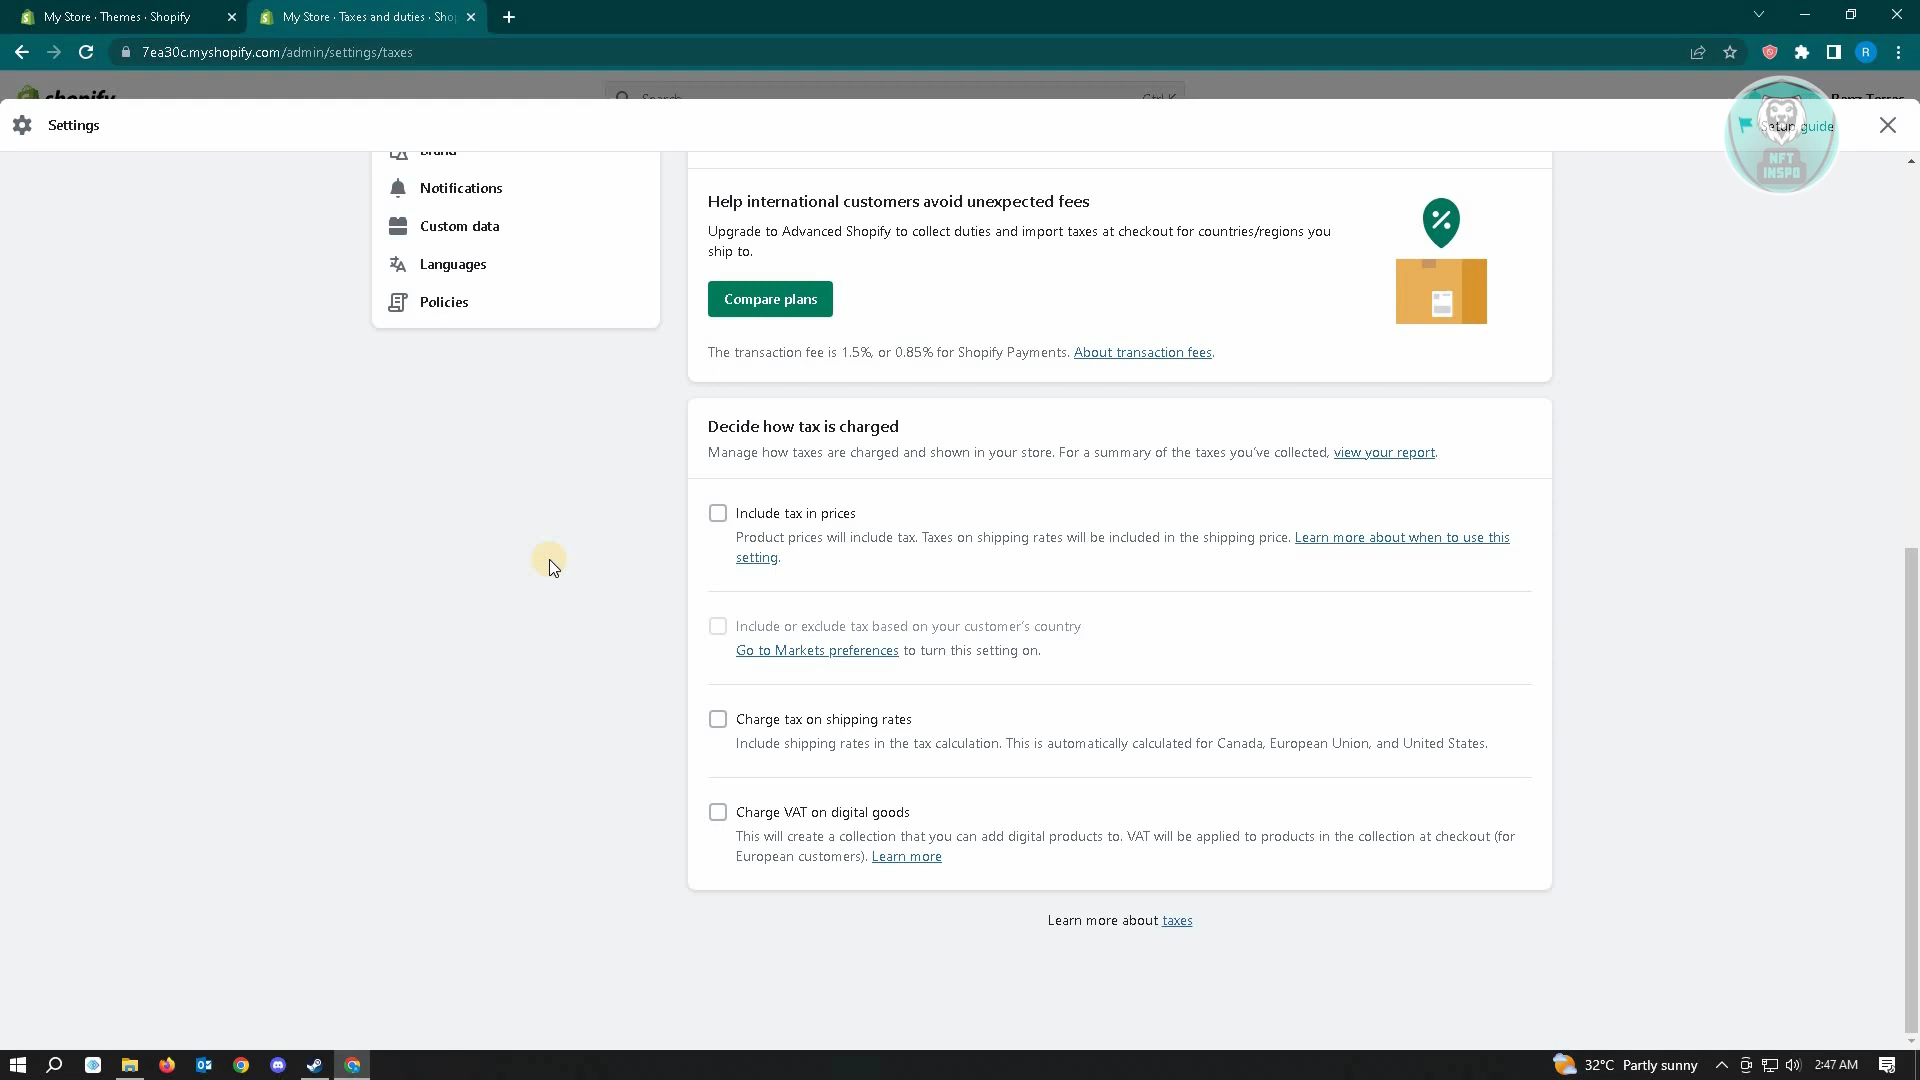 My Store · Themes · Shopify
My Store · Taxes and duties · Sho
7ea30c.myshopify.com/admin/settings/taxes
R
shopify
Search
Ctrl K
Settings
Setup guide
NFT
INSPO
Brand
Notifications
Custom data
Languages
Policies
Help international customers avoid unexpected fees
Upgrade to Advanced Shopify to collect duties and import taxes at checkout for countries/regions you
ship to.
Compare plans
The transaction fee is 1.5%, or 0.85% for Shopify Payments. About transaction fees.
Decide how tax is charged
Manage how taxes are charged and shown in your store. For a summary of the taxes you've collected, view your report.
Include tax in prices
Product prices will include tax. Taxes on shipping rates will be included in the shipping price. Learn more about when to use this
setting.
Include or exclude tax based on your customer's country
Go to Markets preferences to turn this setting on.
Charge tax on shipping rates
Include shipping rates in the tax calculation. This is automatically calculated for Canada, European Union, and United States.
Charge VAT on digital goods
This will create a collection that you can add digital products to. VAT will be applied to products in the collection at checkout (for
European customers). Learn more
Learn more about taxes
32°C Partly sunny
2:47 AM